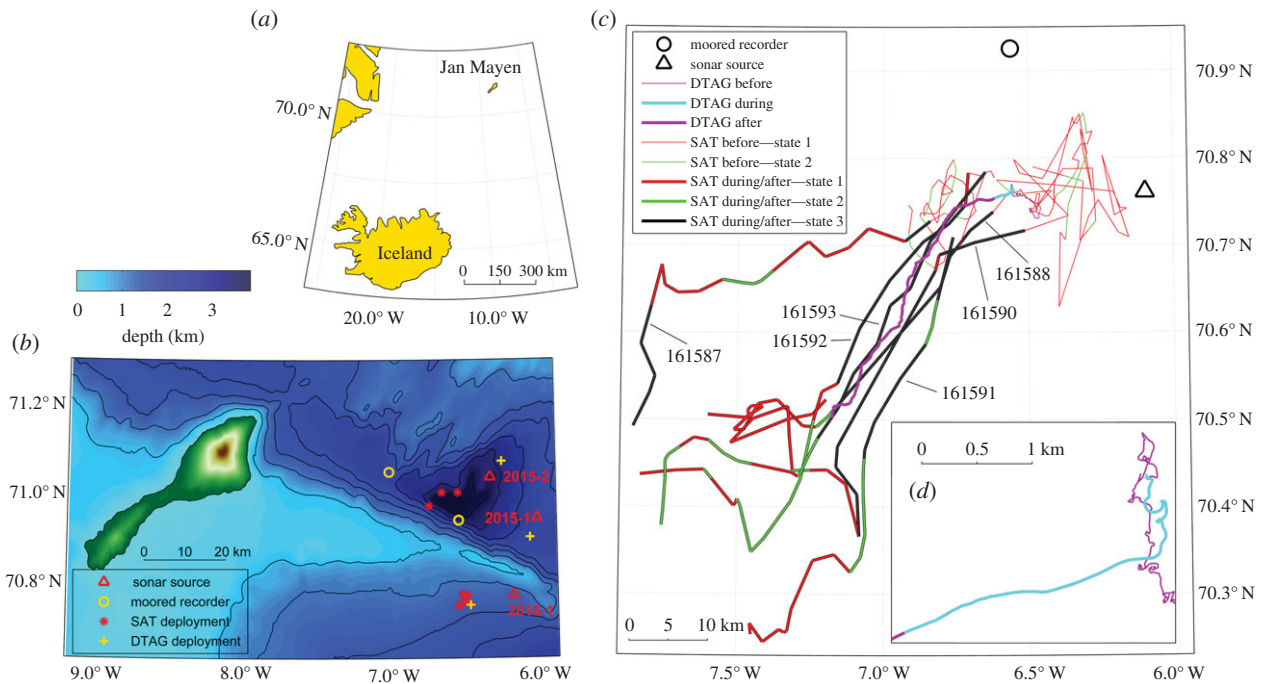 (a)
Jan Mayen
70.0° N
65.0° N
Iceland
0 150 300 km
20.0° W 10.0° W
0 1 2 3
depth (km)
(b)
71.2° N
71.0° N
70.8° N
2015-2
2015-1
2016-1
0 10 20 km
sonar source
moored recorder
SAT deployment
DTAG deployment
9.0° W 8.0° W 7.0° W 6.0° W
(c)
moored recorder
sonar source
DTAG before
DTAG during
DTAG after
SAT before—state 1
SAT before—state 2
SAT during/after—state 1
SAT during/after—state 2
SAT during/after—state 3
70.9° N
70.8° N
70.7° N
70.6° N
70.5° N
70.4° N
70.3° N
161588
161590
161593
161592
161587
161591
0 5 10 km
7.5° W 7.0° W 6.5° W 6.0° W
0 0.5 1 km
(d)